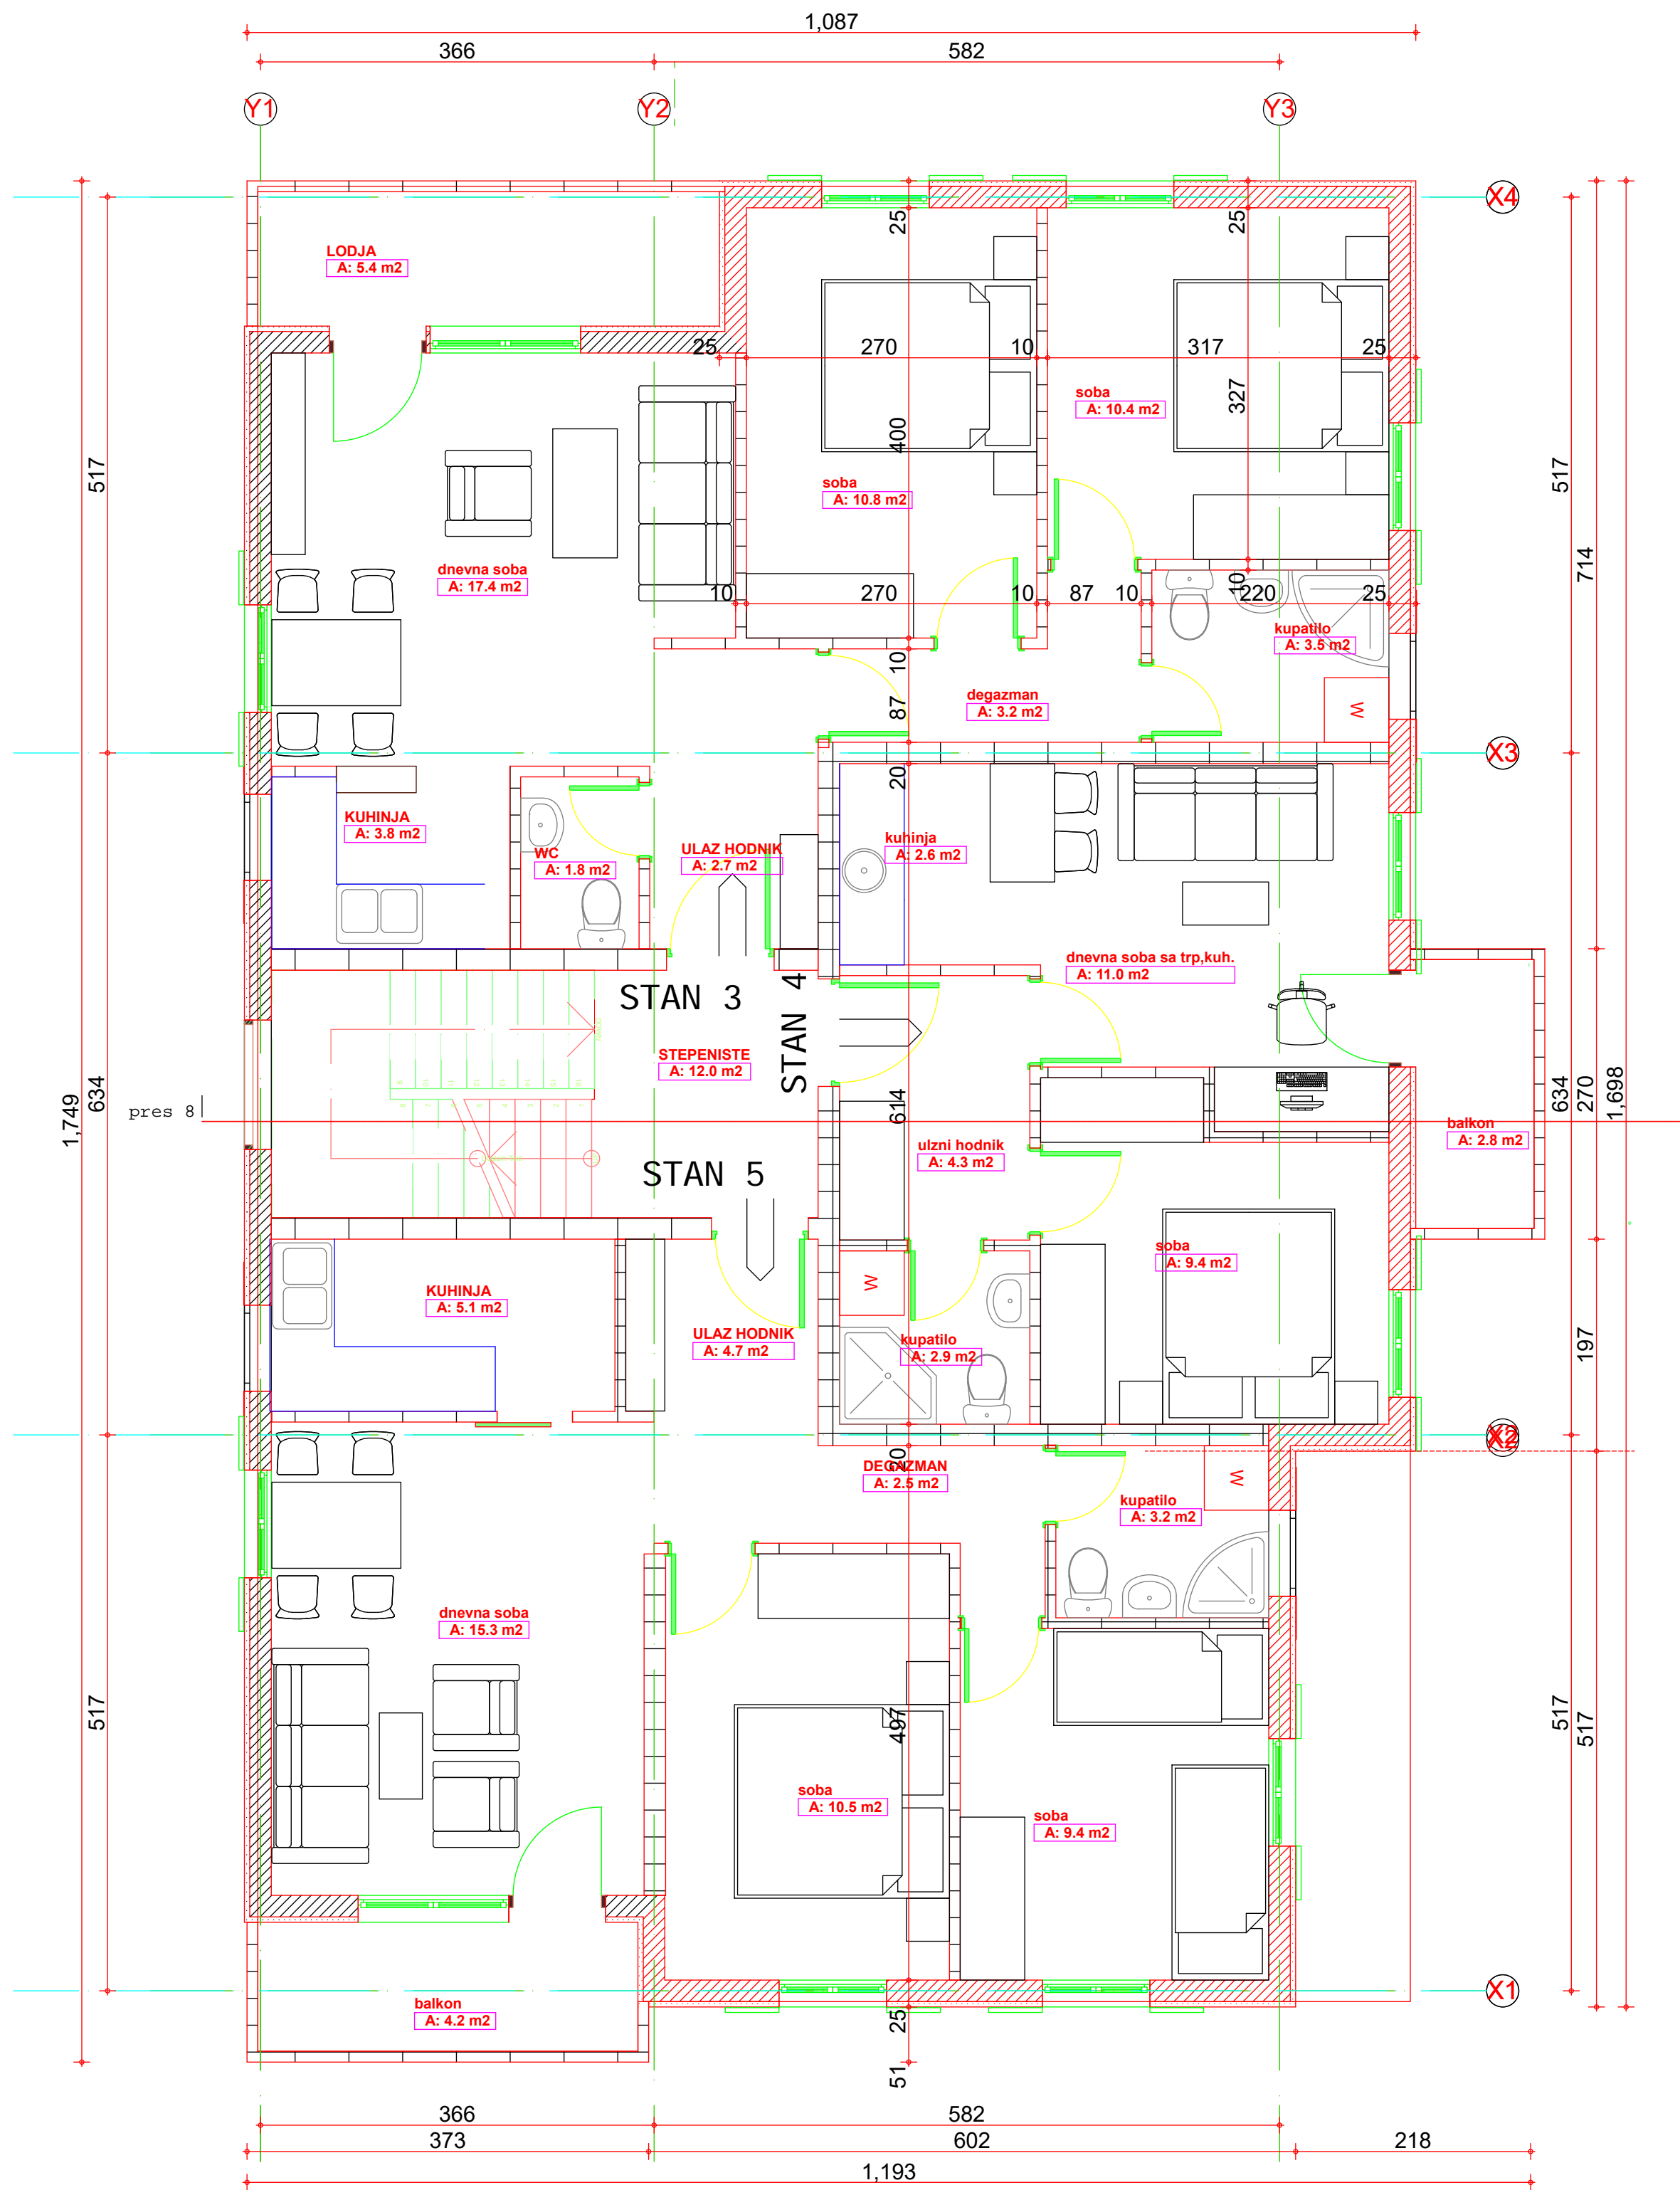 1,087
366
582
Y1
Y2
Y3
X4
25
25
LODJA
A: 5.4 m2
25
270
10
317
25
327
soba
A: 10.4 m2
400
517
517
soba
A: 10.8 m2
714
dnevna soba
A: 17.4 m2
10
270
10
87
10
10
220
25
kupatilo
A: 3.5 m2
10
degazman
A: 3.2 m2
87
W
X3
20
KUHINJA
A: 3.8 m2
WC
A: 1.8 m2
ULAZ HODNIK
A: 2.7 m2
kuhinja
A: 2.6 m2
dnevna soba sa trp,kuh.
A: 11.0 m2
STAN 3
STAN 4
STEPENISTE
A: 12.0 m2
1,749
634
pres 8
614
634
270
1,698
balkon
A: 2.8 m2
ulzni hodnik
A: 4.3 m2
STAN 5
soba
A: 9.4 m2
KUHINJA
A: 5.1 m2
W
ULAZ HODNIK
A: 4.7 m2
kupatilo
A: 2.9 m2
197
X2
20
DEGAZMAN
A: 2.5 m2
W
kupatilo
A: 3.2 m2
dnevna soba
A: 15.3 m2
517
497
517
517
soba
A: 10.5 m2
soba
A: 9.4 m2
X1
balkon
A: 4.2 m2
25
51
366
582
373
602
218
1,193